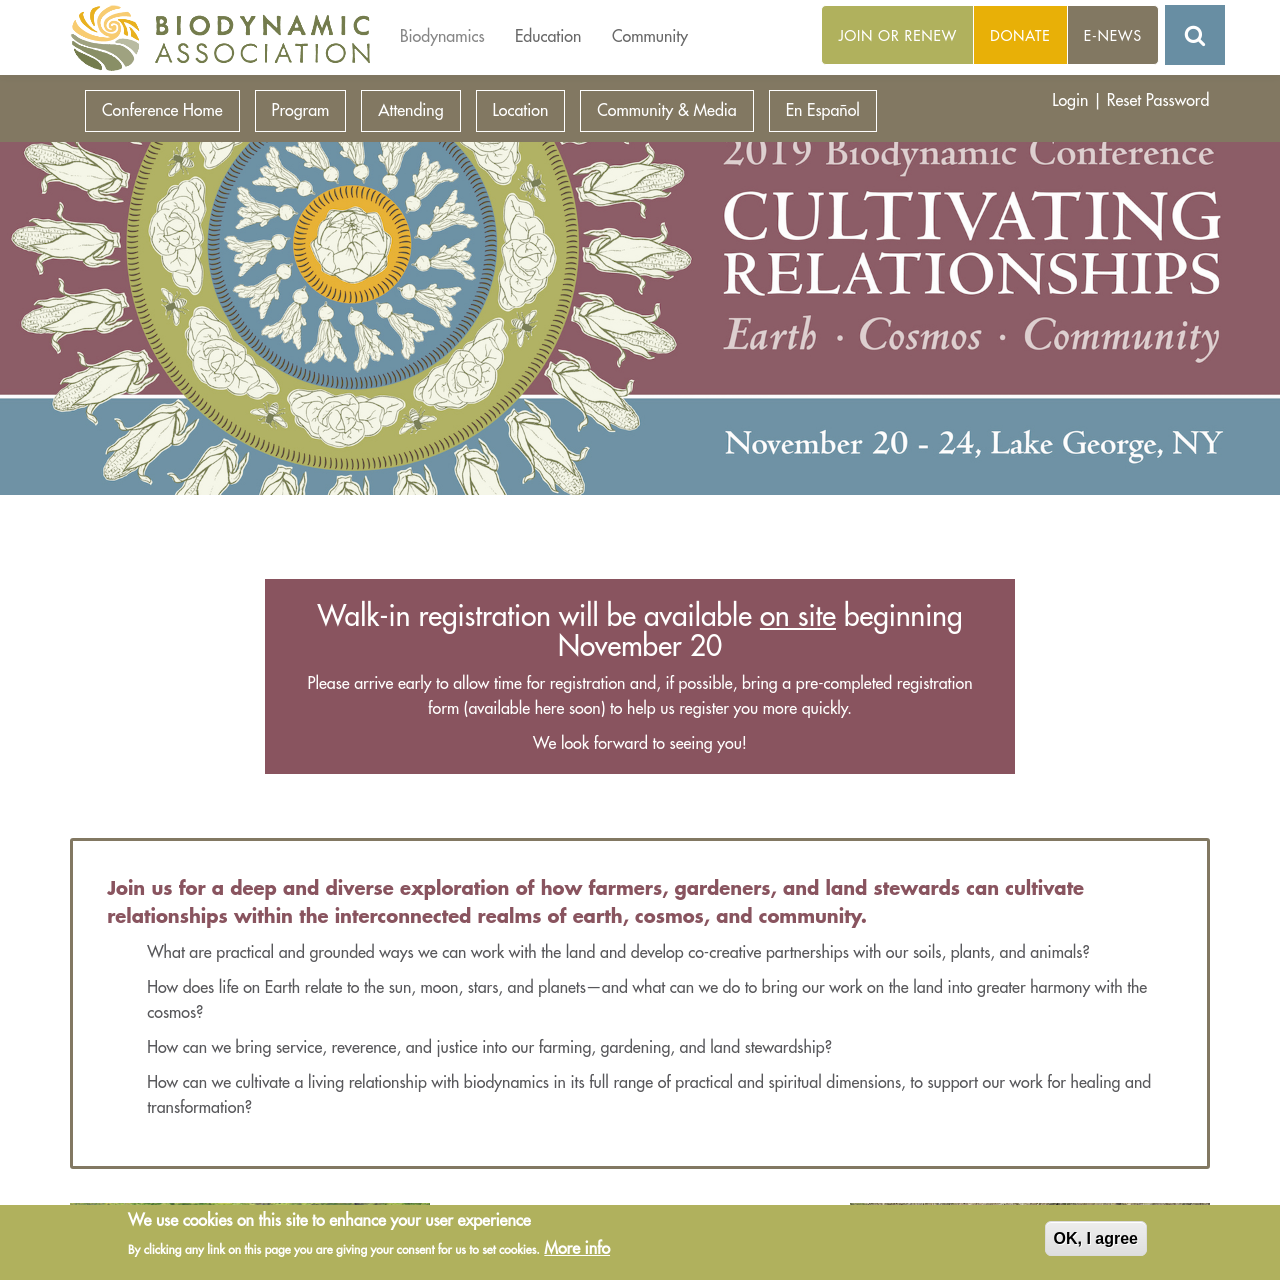 BIODYNAMIC
ASSOCIATION
Biodynamics
Education
Community
JOIN OR RENEW
DONATE
E-NEWS
Conference Home
Program
Attending
Location
Community & Media
En Español
Login | Reset Password
2019 Biodynamic Conference
CULTIVATING
RELATIONSHIPS
Earth · Cosmos · Community
November 20 - 24, Lake George, NY
Walk-in registration will be available on site beginning
November 20
Please arrive early to allow time for registration and, if possible, bring a pre-completed registration
form (available here soon) to help us register you more quickly.
We look forward to seeing you!
Join us for a deep and diverse exploration of how farmers, gardeners, and land stewards can cultivate
relationships within the interconnected realms of earth, cosmos, and community.
What are practical and grounded ways we can work with the land and develop co-creative partnerships with our soils, plants, and animals?
How does life on Earth relate to the sun, moon, stars, and planets—and what can we do to bring our work on the land into greater harmony with the
cosmos?
How can we bring service, reverence, and justice into our farming, gardening, and land stewardship?
How can we cultivate a living relationship with biodynamics in its full range of practical and spiritual dimensions, to support our work for healing and
transformation?
We use cookies on this site to enhance your user experience
By clicking any link on this page you are giving your consent for us to set cookies. More info
OK, I agree